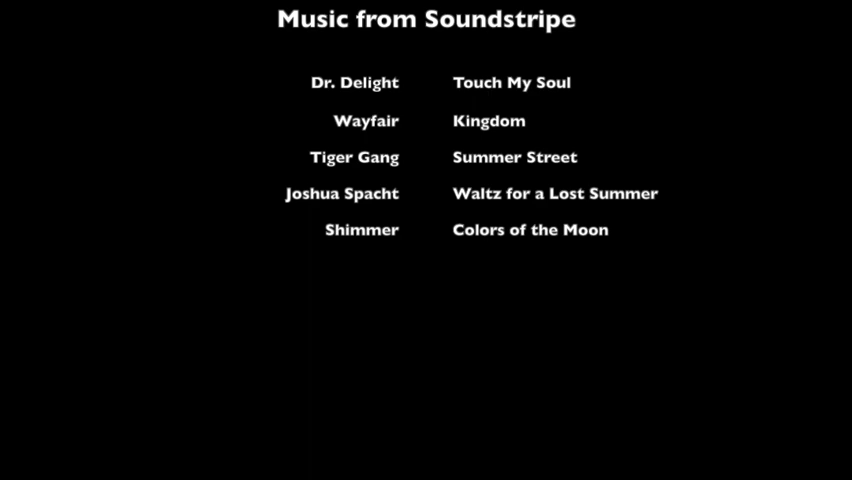 Music from Soundstripe
Dr. Delight Touch My Soul
Wayfair Kingdom
Tiger Gang Summer Street
Joshua Spacht Waltz for a Lost Summer
Shimmer Colors of the Moon